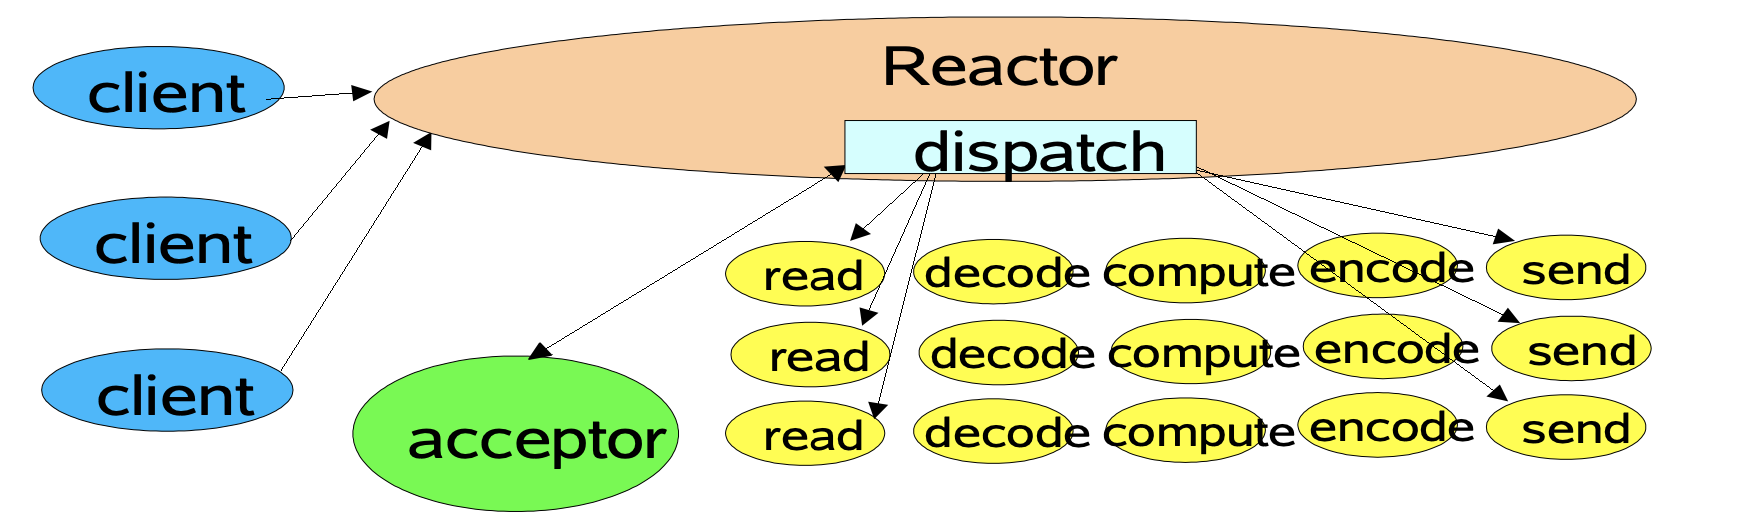 Reactor
client
dispatch
client
read decode compute encode send
read decode compute encode send
client
acceptor
read decode compute encode send